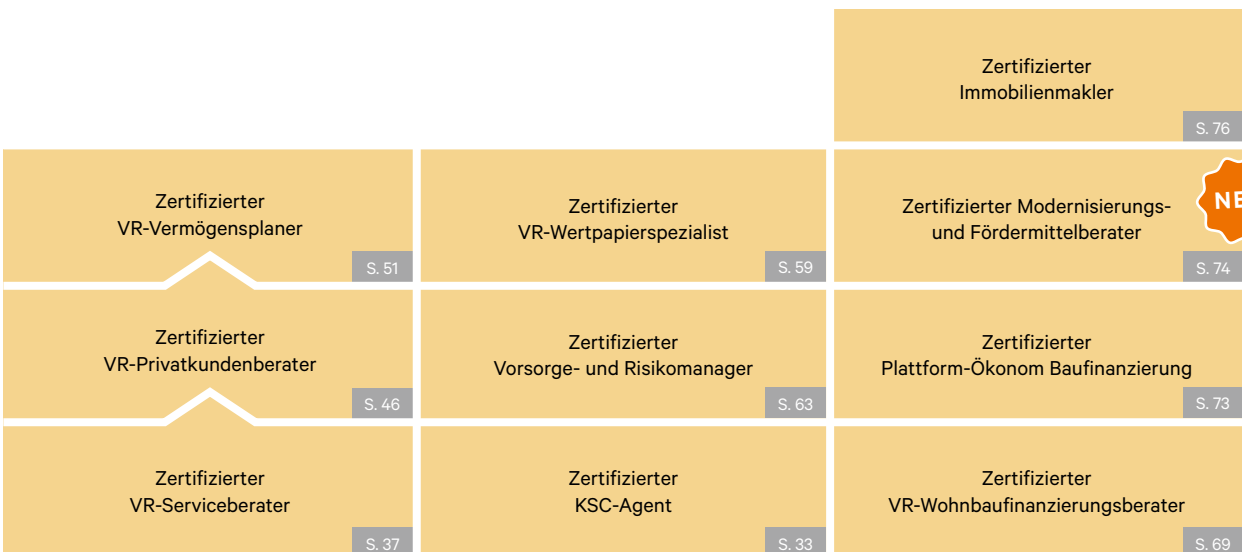 Zertifizierter
Immobilienmakler
S. 76
Zertifizierter
VR-Vermögensplaner
S. 51
Zertifizierter
VR-Wertpapierspezialist
S. 59
Zertifizierter Modernisierungs-
und Fördermittelberater
S. 74
Zertifizierter
VR-Privatkundenberater
S. 46
Zertifizierter
Vorsorge- und Risikomanager
S. 63
Zertifizierter
Plattform-Ökonom Baufinanzierung
S. 73
Zertifizierter
VR-Serviceberater
S. 37
Zertifizierter
KSC-Agent
S. 33
Zertifizierter
VR-Wohnbaufinanzierungsberater
S. 69